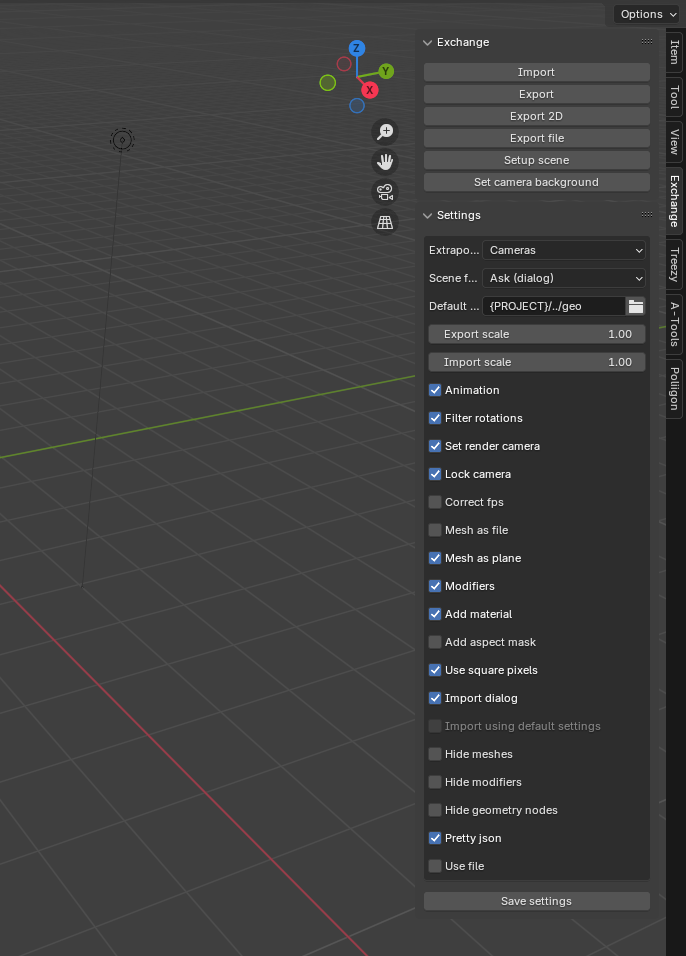 Options
Exchange
Import
Export
Export 2D
Export file
Setup scene
Set camera background
Settings
Extrapo... Cameras
Scene f... Ask (dialog)
Default ... {PROJECT}/../geo
Export scale 1.00
Import scale 1.00
Animation
Filter rotations
Set render camera
Lock camera
Correct fps
Mesh as file
Mesh as plane
Modifiers
Add material
Add aspect mask
Use square pixels
Import dialog
Import using default settings
Hide meshes
Hide modifiers
Hide geometry nodes
Pretty json
Use file
Save settings
Item
Tool
View
Exchange
Treezy
A -Tools
Poliigon
Z
Y
X